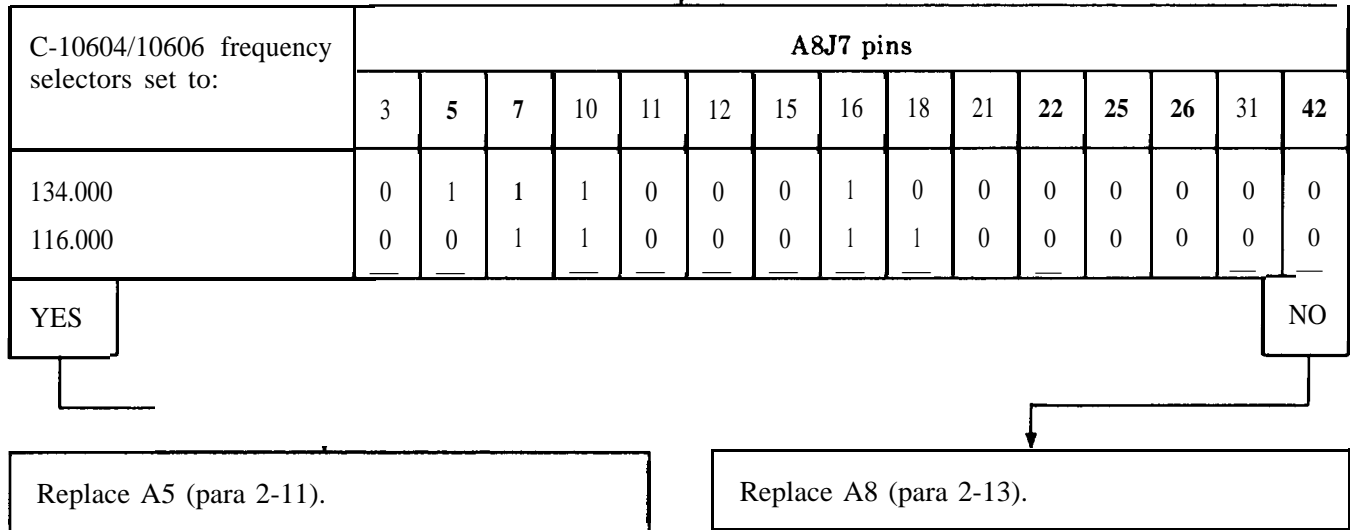 C-10604/10606 frequency
selectors set to:
A8J7 pins
3 5 7 10 11 12 15 16 18 21 22 25 26 31 42
134.000 0 1 1 1 0 0 0 1 0 0 0 0 0 0 0
116.000 0 0 1 1 0 0 0 1 1 0 0 0 0 0 0
YES
NO
Replace A5 (para 2-11).
Replace A8 (para 2-13).